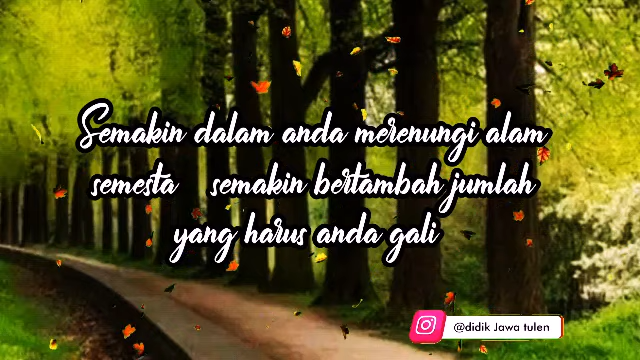 Semakin dalam anda merenungi alam
semesta semakin bertambah jumlah
yang harus anda gali
@didik Jawa tulen